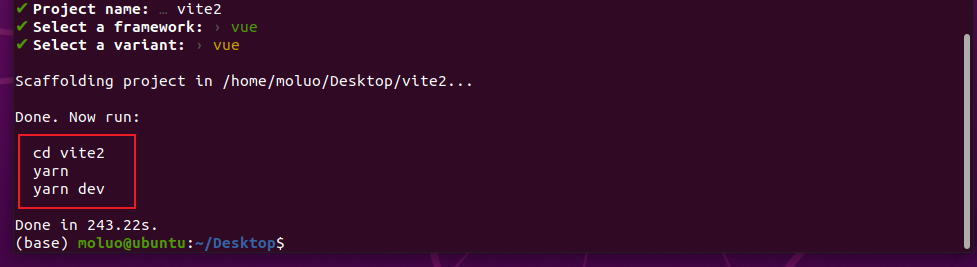 ✔ Project name: … vite2
✔ Select a framework: › vue
✔ Select a variant: › vue
Scaffolding project in /home/moluo/Desktop/vite2...
Done. Now run:
cd vite2
yarn
yarn dev
Done in 243.22s.
(base) moluo@ubuntu:~/Desktop$